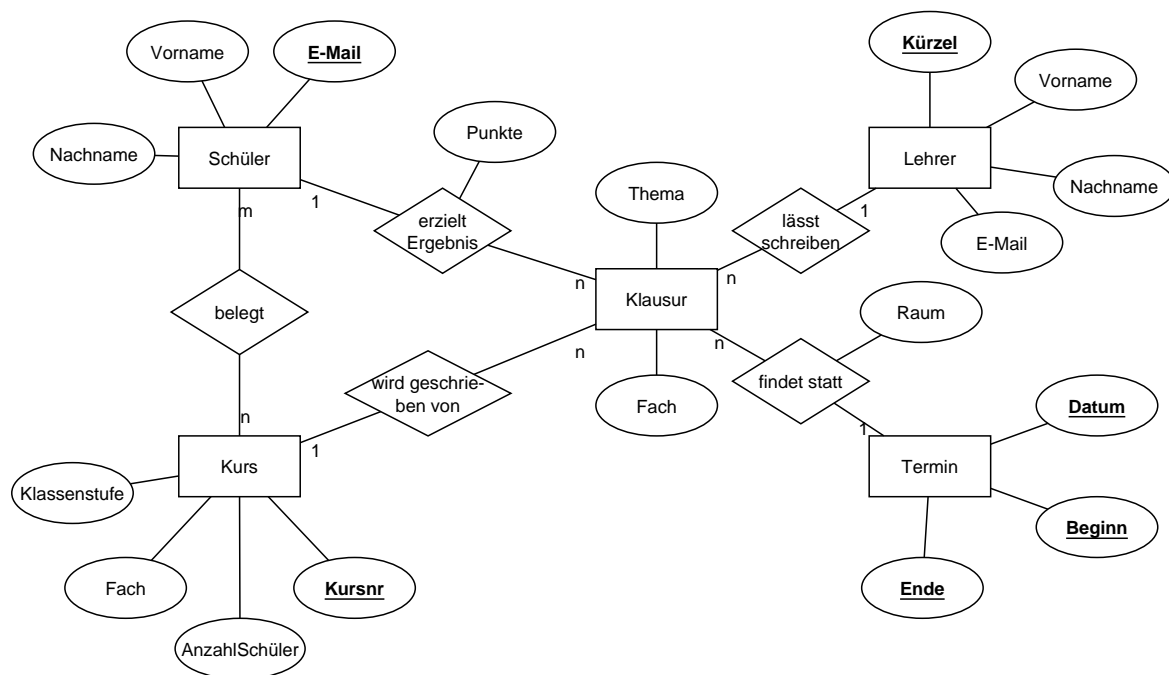 Vorname
E-Mail
Nachname
Schüler
Punkte
Kürzel
Vorname
Lehrer
Nachname
E-Mail
m
1
erzielt
Ergebnis
n
Thema
lässt
schreiben
1
n
Klausur
belegt
n
wird geschrie-
ben von
n
1
Fach
n
Raum
findet statt
1
Datum
Termin
Beginn
Ende
Kurs
Klassenstufe
Fach
Kursnr
AnzahlSchüler